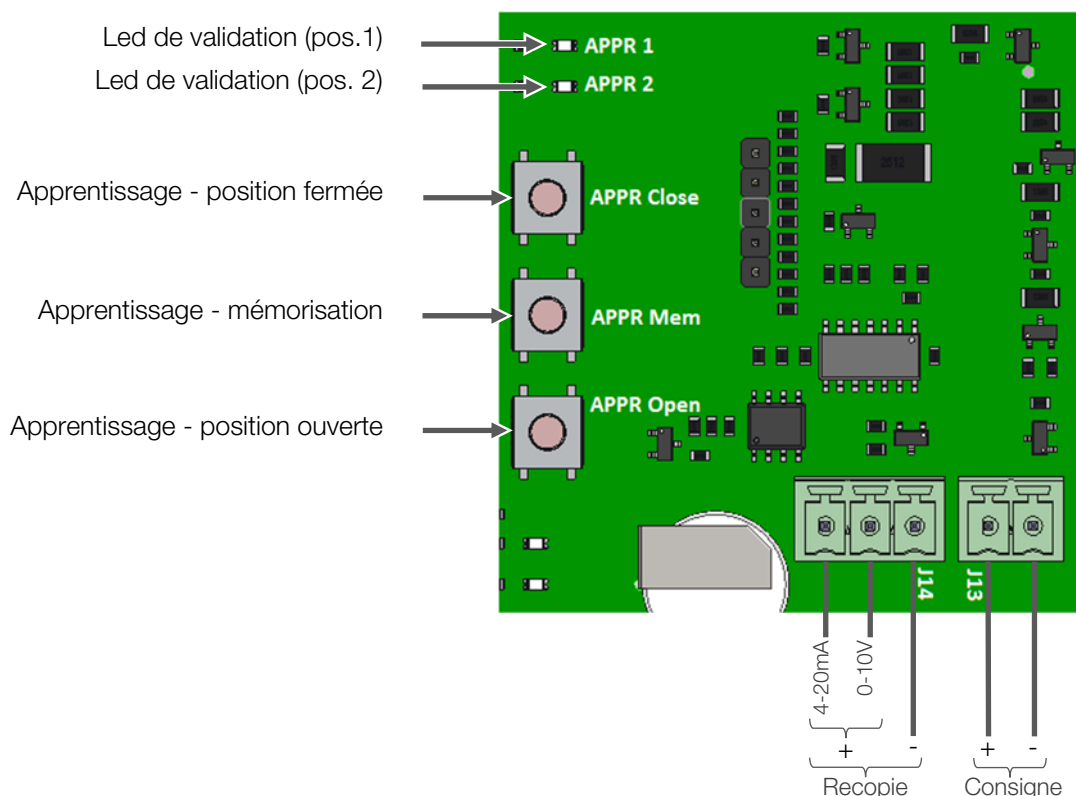 Led de validation (pos.1)
APPR 1
Led de validation (pos. 2)
APPR 2
Apprentissage - position fermée
APPR Close
Apprentissage - mémorisation
APPR Mem
Apprentissage - position ouverte
APPR Open
2012
J14
J13
4-20mA
0-10V
+ - + -
Recopie Consigne